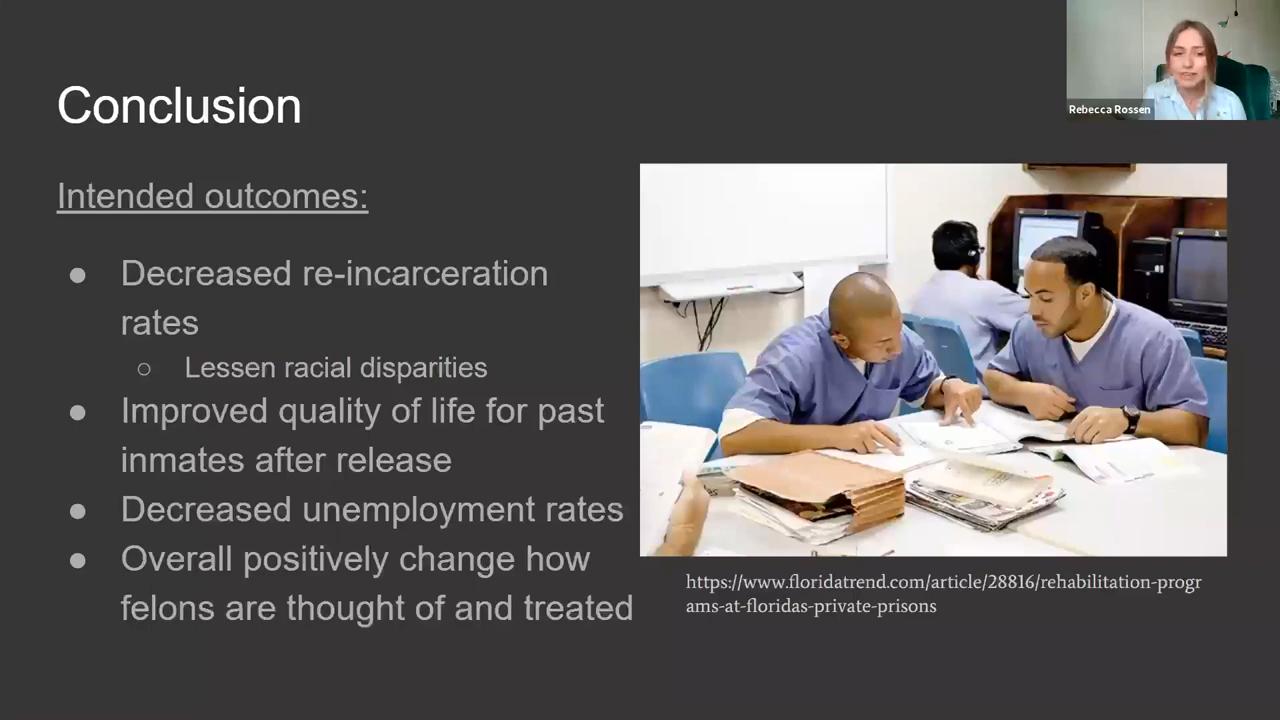 Conclusion
Rebecca Rossen
Intended outcomes:
● Decreased re-incarceration
rates
○ Lessen racial disparities
● Improved quality of life for past
inmates after release
● Decreased unemployment rates
● Overall positively change how
felons are thought of and treated
https://www.floridatrend.com/article/28816/rehabilitation-progr
ams-at-floridas-private-prisons